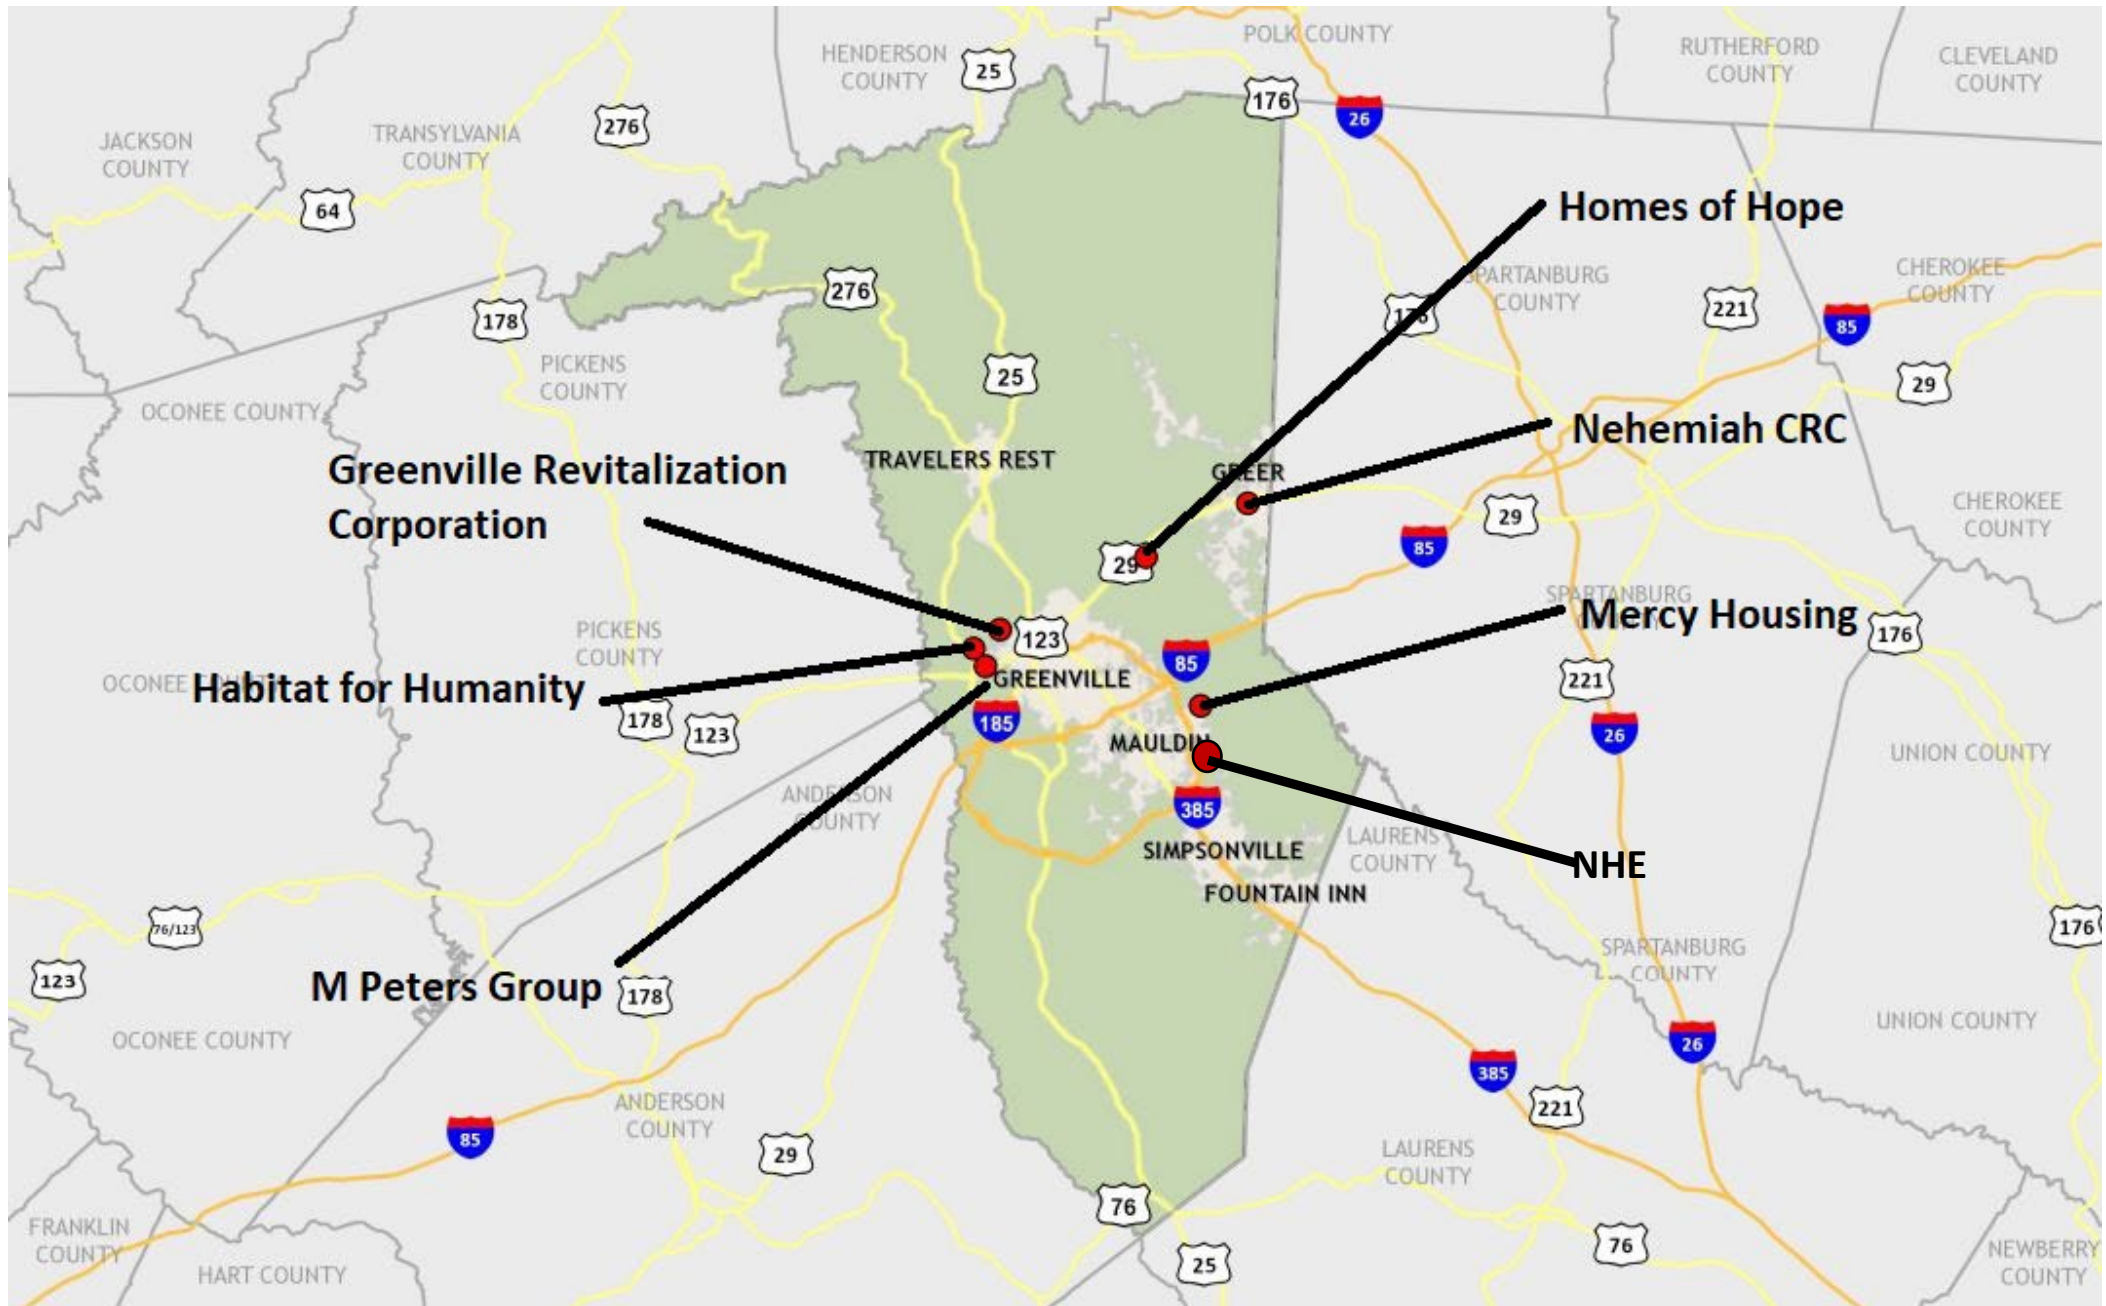 POLK COUNTY
HENDERSON
COUNTY
RUTHERFORD
COUNTY
CLEVELAND
COUNTY
25
176
26
276
JACKSON
COUNTY
TRANSYLVANIA
COUNTY
64
Homes of Hope
SPARTANBURG
COUNTY
CHEROKEE
COUNTY
276
178
176
221
85
PICKENS
COUNTY
25
29
OCONEE COUNTY
Nehemiah CRC
TRAVELERS REST
GREER
Greenville Revitalization
Corporation
CHEROKEE
COUNTY
29
85
29
SPARTANBURG
Mercy Housing
123
176
PICKENS
COUNTY
85
GREENVILLE
221
OCONEE COUNTY
Habitat for Humanity
178
123
185
26
MAULDIN
UNION COUNTY
ANDERSON
COUNTY
385
SIMPSONVILLE
LAURENS
COUNTY
NHE
FOUNTAIN INN
76/123
176
123
SPARTANBURG
COUNTY
M Peters Group
178
UNION COUNTY
OCONEE COUNTY
26
385
ANDERSON
COUNTY
221
85
29
LAURENS
COUNTY
76
FRANKLIN
COUNTY
HART COUNTY
25
76
NEWBERRY
COUNTY